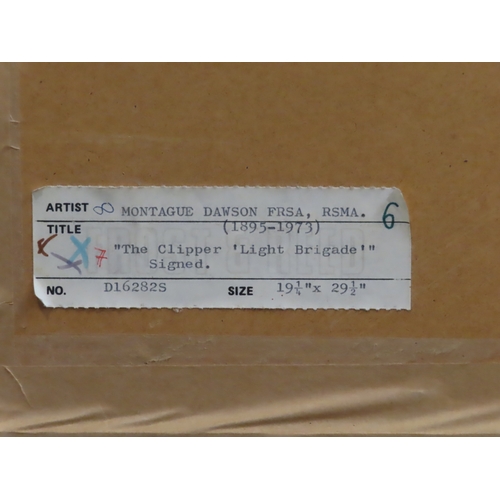 ARTIST 8 MONTAGUE DAWSON FRSA, RSMA. 6
TITLE (1895-1973)
"The Clipper 'Light Brigade'"
Signed.
NO. D16282S SIZE 19¼"x 29½"